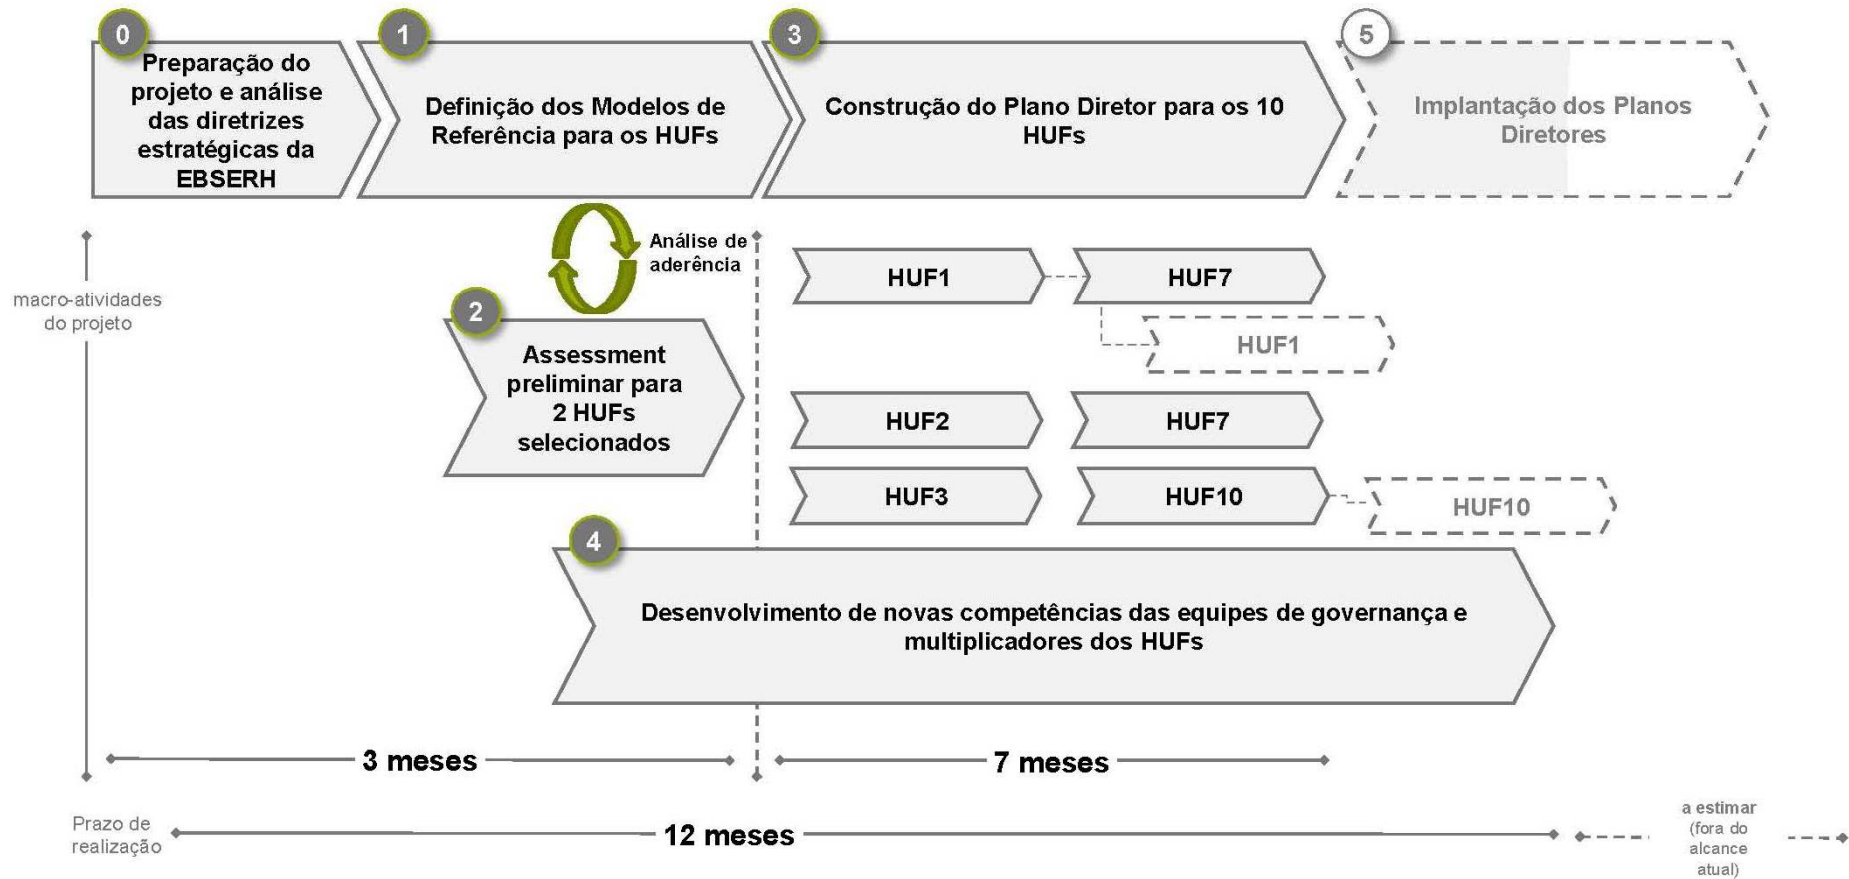 0
Preparação do
projeto e análise
das diretrizes
estratégicas da
EBSERH
1
Definição dos Modelos de
Referência para os HUFs
3
Construção do Plano Diretor para os 10
HUFs
5
Implantação dos Planos
Diretores
macro-atividades
do projeto
Análise de
aderência
2
Assessment
preliminar para
2 HUFs
selecionados
HUF1
HUF7
HUF1
HUF2
HUF7
HUF3
HUF10
HUF10
4
Desenvolvimento de novas competências das equipes de governança e
multiplicadores dos HUFs
3 meses
7 meses
Prazo de
realização
12 meses
a estimar
(fora do
alcance
atual)